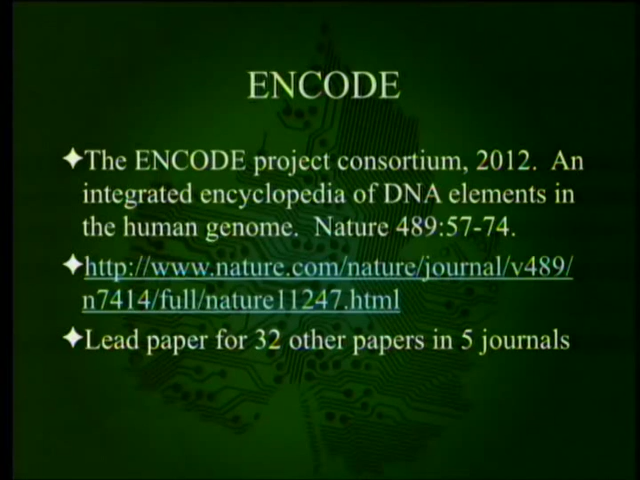 ENCODE
✦The ENCODE project consortium, 2012. An
integrated encyclopedia of DNA elements in
the human genome. Nature 489:57-74.
✦http://www.nature.com/nature/journal/v489/
n7414/full/nature11247.html
✦Lead paper for 32 other papers in 5 journals